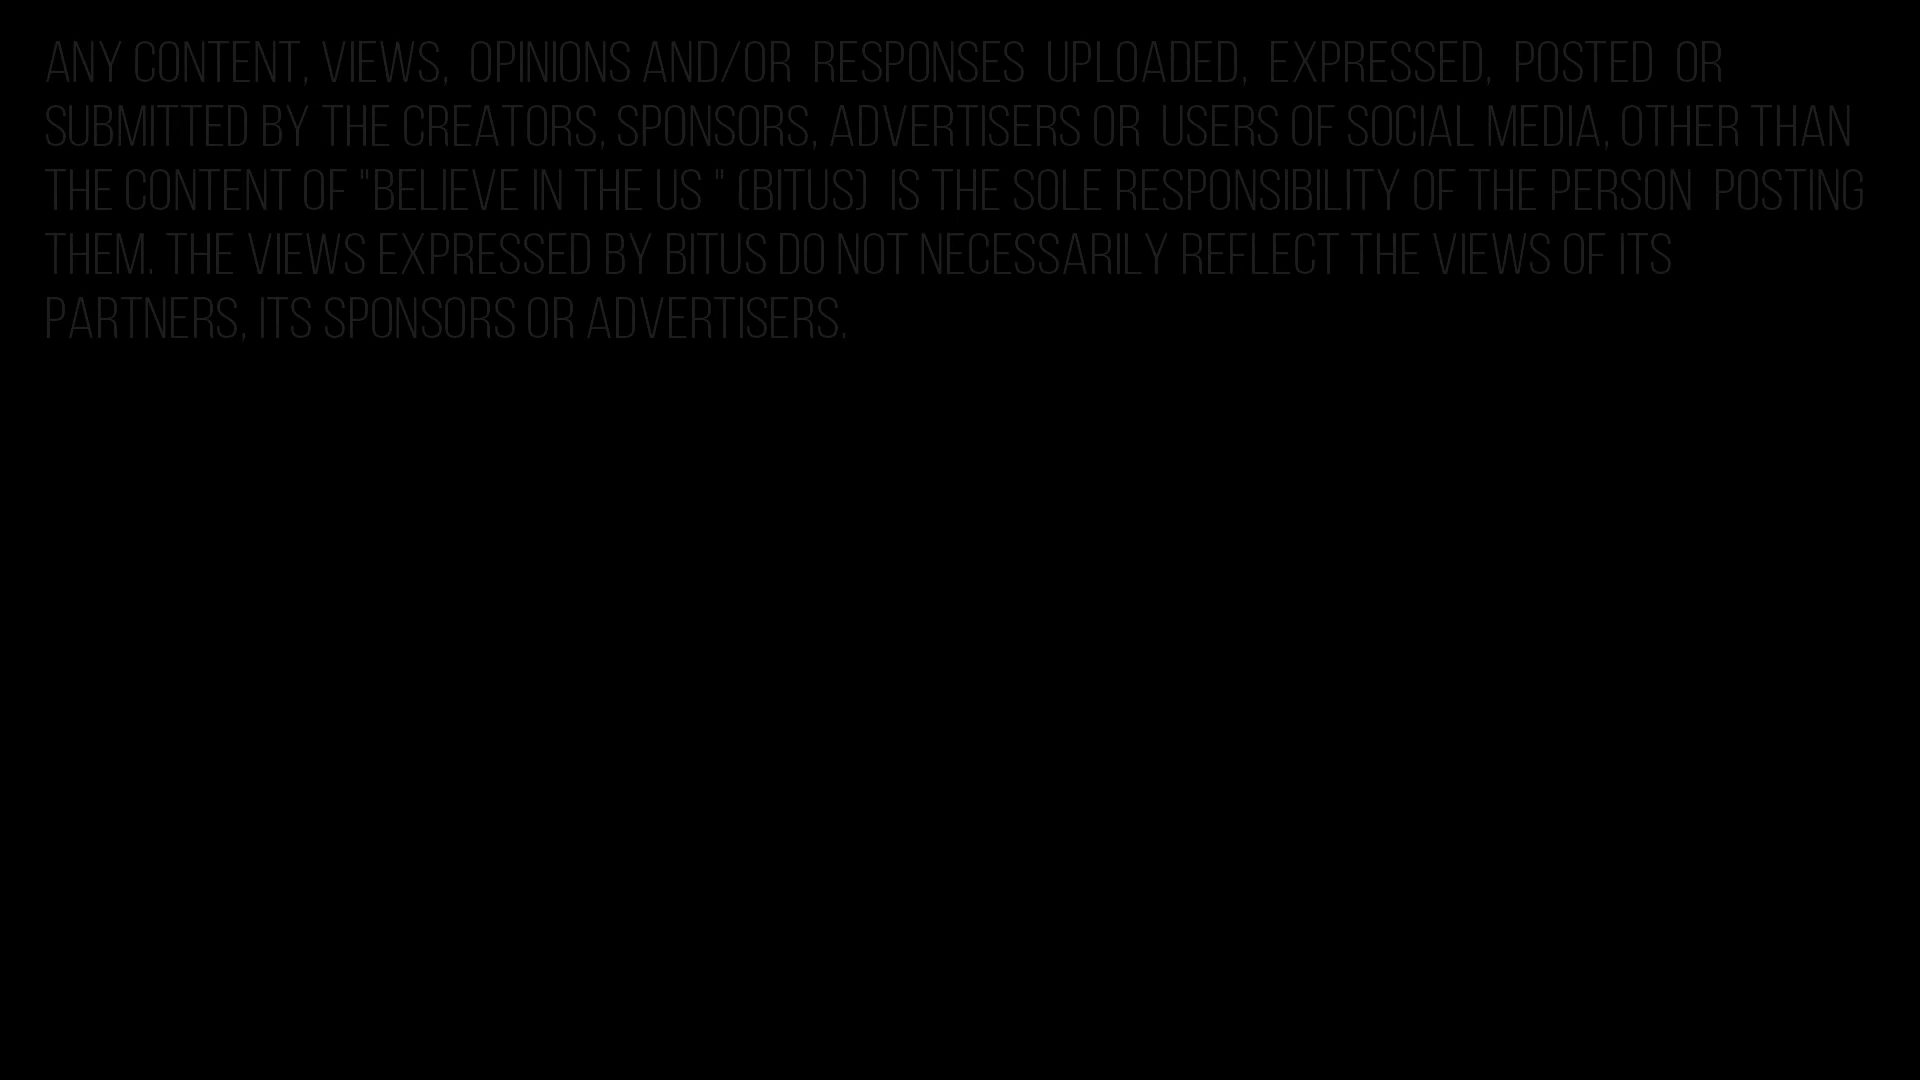 ANY CONTENT, VIEWS, OPINIONS AND/OR RESPONSES UPLOADED, EXPRESSED, POSTED OR
SUBMITTED BY THE CREATORS, SPONSORS, ADVERTISERS OR USERS OF SOCIAL MEDIA, OTHER THAN
THE CONTENT OF "BELIEVE IN THE US " (BITUS) IS THE SOLE RESPONSIBILITY OF THE PERSON POSTING
THEM. THE VIEWS EXPRESSED BY BITUS DO NOT NECESSARILY REFLECT THE VIEWS OF ITS
PARTNERS, ITS SPONSORS OR ADVERTISERS.